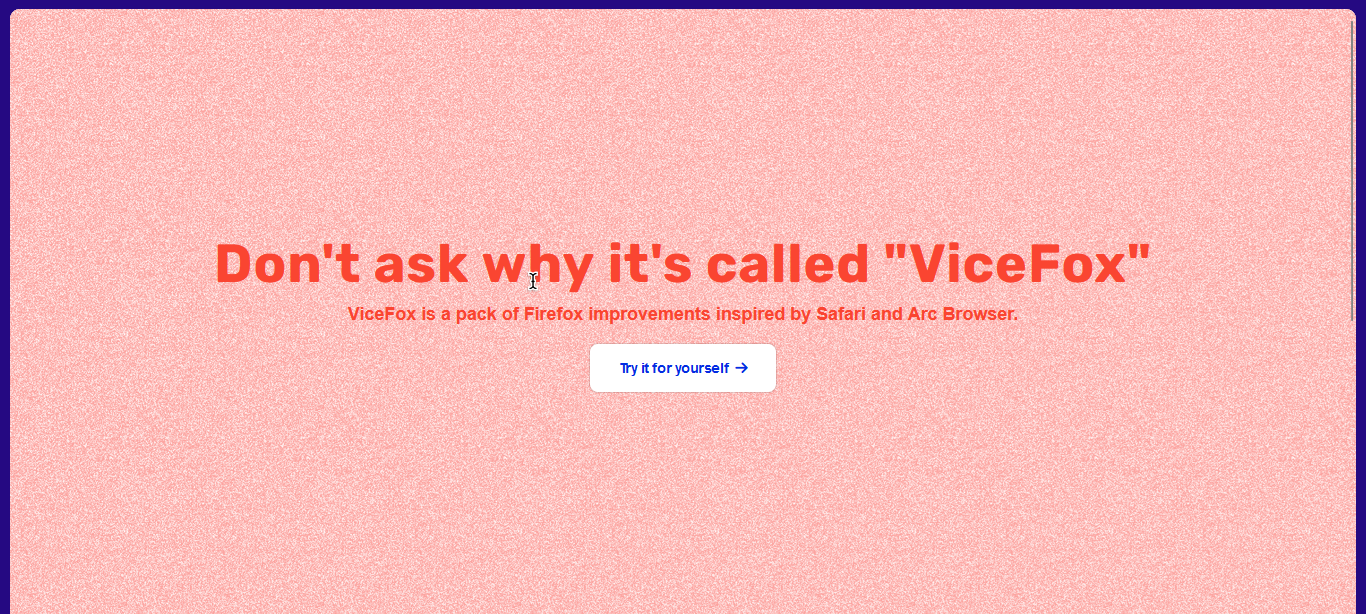 Don't ask why it's called "ViceFox"
ViceFox is a pack of Firefox improvements inspired by Safari and Arc Browser.
Try it for yourself →